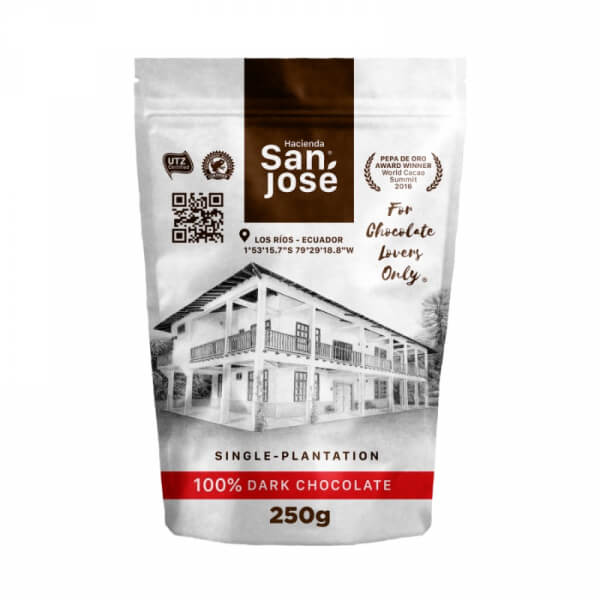 Hacienda
San
José®
UTZ
Certified
PEPA DE ORO
AWARD WINNER
World Cacao
Summit
2016
For
Chocolate
Lovers
Only®
LOS RÍOS - ECUADOR
1°53'15.7"S 79°29'18.8"W
SINGLE-PLANTATION
100% DARK CHOCOLATE
250g